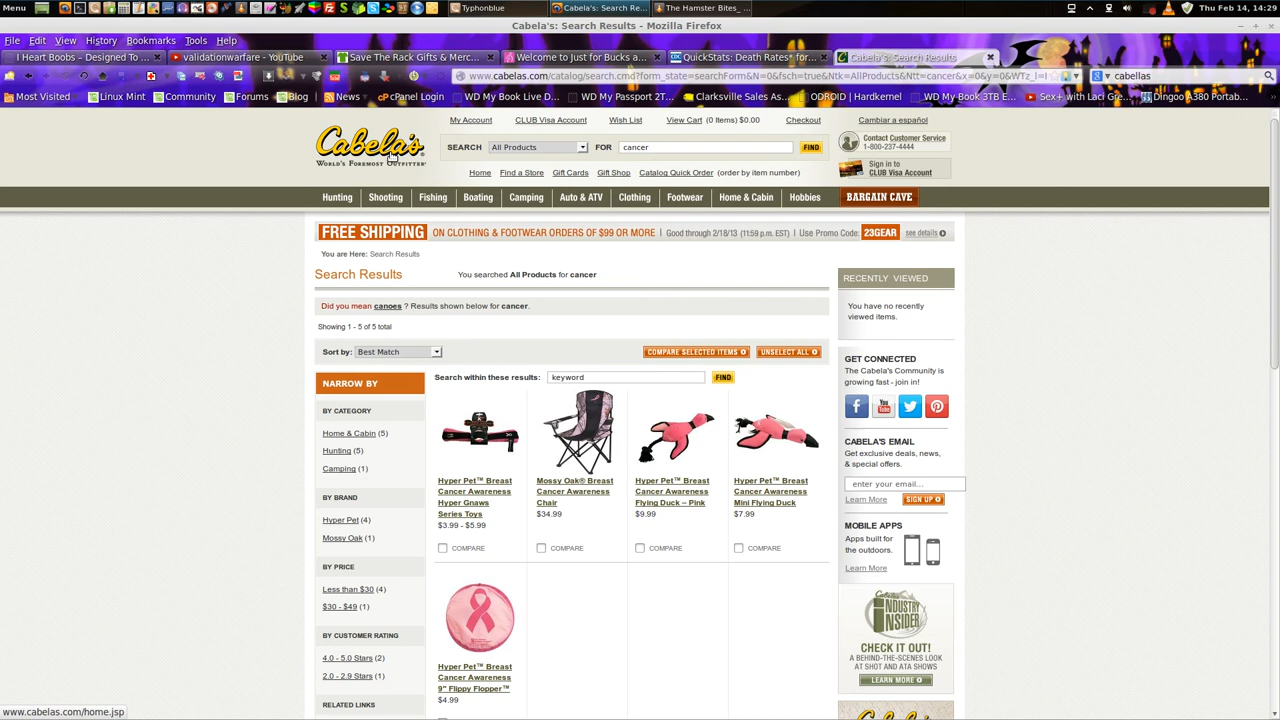 Menu
Typhonblue
Cabela's: Search Re...
The Hamster Bites_ ...
Thu Feb 14, 14:29
Cabela's: Search Results - Mozilla Firefox
File Edit View History Bookmarks Tools Help
I Heart Boobs – Designed To ...
valuationwarfare - YouTube
Save The Rack Gifts & Merc...
Welcome to Just for Bucks a...
QuickStats: Death Rates* for...
Cabela's: Search Results
www.cabelas.com/catalog/search.cmd?form_state=searchForm&N=0&fsch=true&Ntk=AllProducts&Ntt=cancer&x=0&y=0&WTz_l=
cabellas
Most Visited
Linux Mint
Community
Forums
Blog
News
cPanel Login
WD My Book Live D...
WD My Passport 2T...
Clarksville Sales As...
ODROID | Hardkernel
WD My Book 3TB E...
Sex+ with Laci Gre...
Dingoo A380 Portab...
Cabela's
WORLD'S FOREMOST OUTFITTER
My Account CLUB Visa Account Wish List View Cart (0 Items) $0.00 Checkout Cambiar a español
SEARCH All Products FOR cancer FIND
Home Find a Store Gift Cards Gift Shop Catalog Quick Order (order by item number)
Contact Customer Service
1-800-237-4444
Sign in to
CLUB Visa Account
Hunting Shooting Fishing Boating Camping Auto & ATV Clothing Footwear Home & Cabin Hobbies BARGAIN CAVE
FREE SHIPPING ON CLOTHING & FOOTWEAR ORDERS OF $99 OR MORE | Good through 2/18/13 (11:59 p.m. EST) | Use Promo Code: 23GEAR see details
You are Here: Search Results
Search Results
You searched All Products for cancer
Did you mean canoes ? Results shown below for cancer.
Showing 1 - 5 of 5 total
Sort by: Best Match
COMPARE SELECTED ITEMS
UNSELECT ALL
NARROW BY
BY CATEGORY
Home & Cabin (5)
Hunting (5)
Camping (1)
BY BRAND
Hyper Pet (4)
Mossy Oak (1)
BY PRICE
Less than $30 (4)
$30 - $49 (1)
BY CUSTOMER RATING
4.0 - 5.0 Stars (2)
2.0 - 2.9 Stars (1)
RELATED LINKS
Search within these results: keyword FIND
Hyper Pet™ Breast
Cancer Awareness
Hyper Gnaws
Series Toys
$3.99 - $5.99
COMPARE
Mossy Oak® Breast
Cancer Awareness
Chair
$34.99
COMPARE
Hyper Pet™ Breast
Cancer Awareness
Flying Duck – Pink
$9.99
COMPARE
Hyper Pet™ Breast
Cancer Awareness
Mini Flying Duck
$7.99
COMPARE
Hyper Pet™ Breast
Cancer Awareness
9" Flippy Flopper™
$4.99
RECENTLY VIEWED
You have no recently
viewed items.
GET CONNECTED
The Cabela's Community is
growing fast - join in!
You
Tube
CABELA'S EMAIL
Get exclusive deals, news,
& special offers.
enter your email...
Learn More SIGN UP
MOBILE APPS
Apps built for
the outdoors.
Learn More
Cabela's
INDUSTRY
INSIDER
CHECK IT OUT!
A BEHIND-THE-SCENES LOOK
AT SHOT AND ATA SHOWS
LEARN MORE
Cabela's
www.cabelas.com/home.jsp